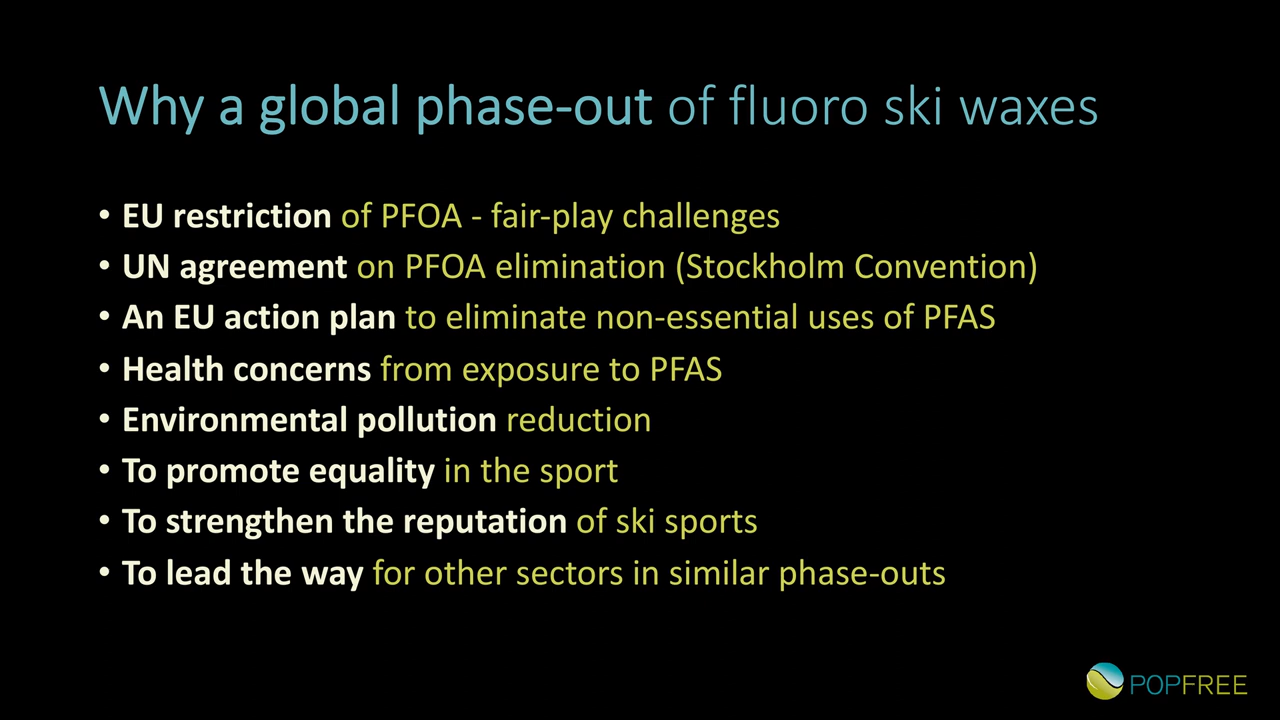 Why a global phase-out of fluoro ski waxes
• EU restriction of PFOA - fair-play challenges
• UN agreement on PFOA elimination (Stockholm Convention)
• An EU action plan to eliminate non-essential uses of PFAS
• Health concerns from exposure to PFAS
• Environmental pollution reduction
• To promote equality in the sport
• To strengthen the reputation of ski sports
• To lead the way for other sectors in similar phase-outs
POPFREE